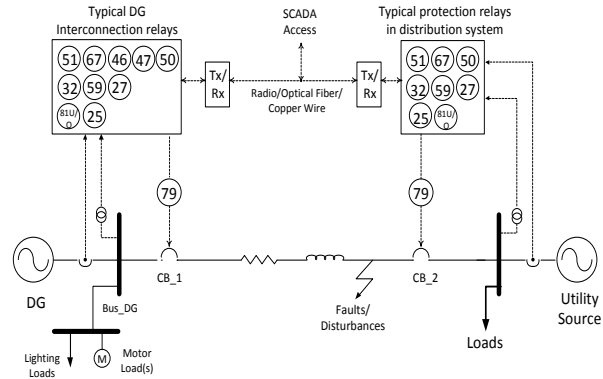 Typical DG
Interconnection relays
SCADA
Access
Typical protection relays
in distribution system
51 67 46 47 50
32 59 27
81U/
O
25
Tx/
Rx
Radio/Optical Fiber/
Copper Wire
Tx/
Rx
51 67 50
32 59 27
25
81U/
O
79
79
DG
Bus_DG
CB_1
CB_2
Faults/
Disturbances
Utility
Source
Loads
Lighting
Loads
M
Motor
Load(s)